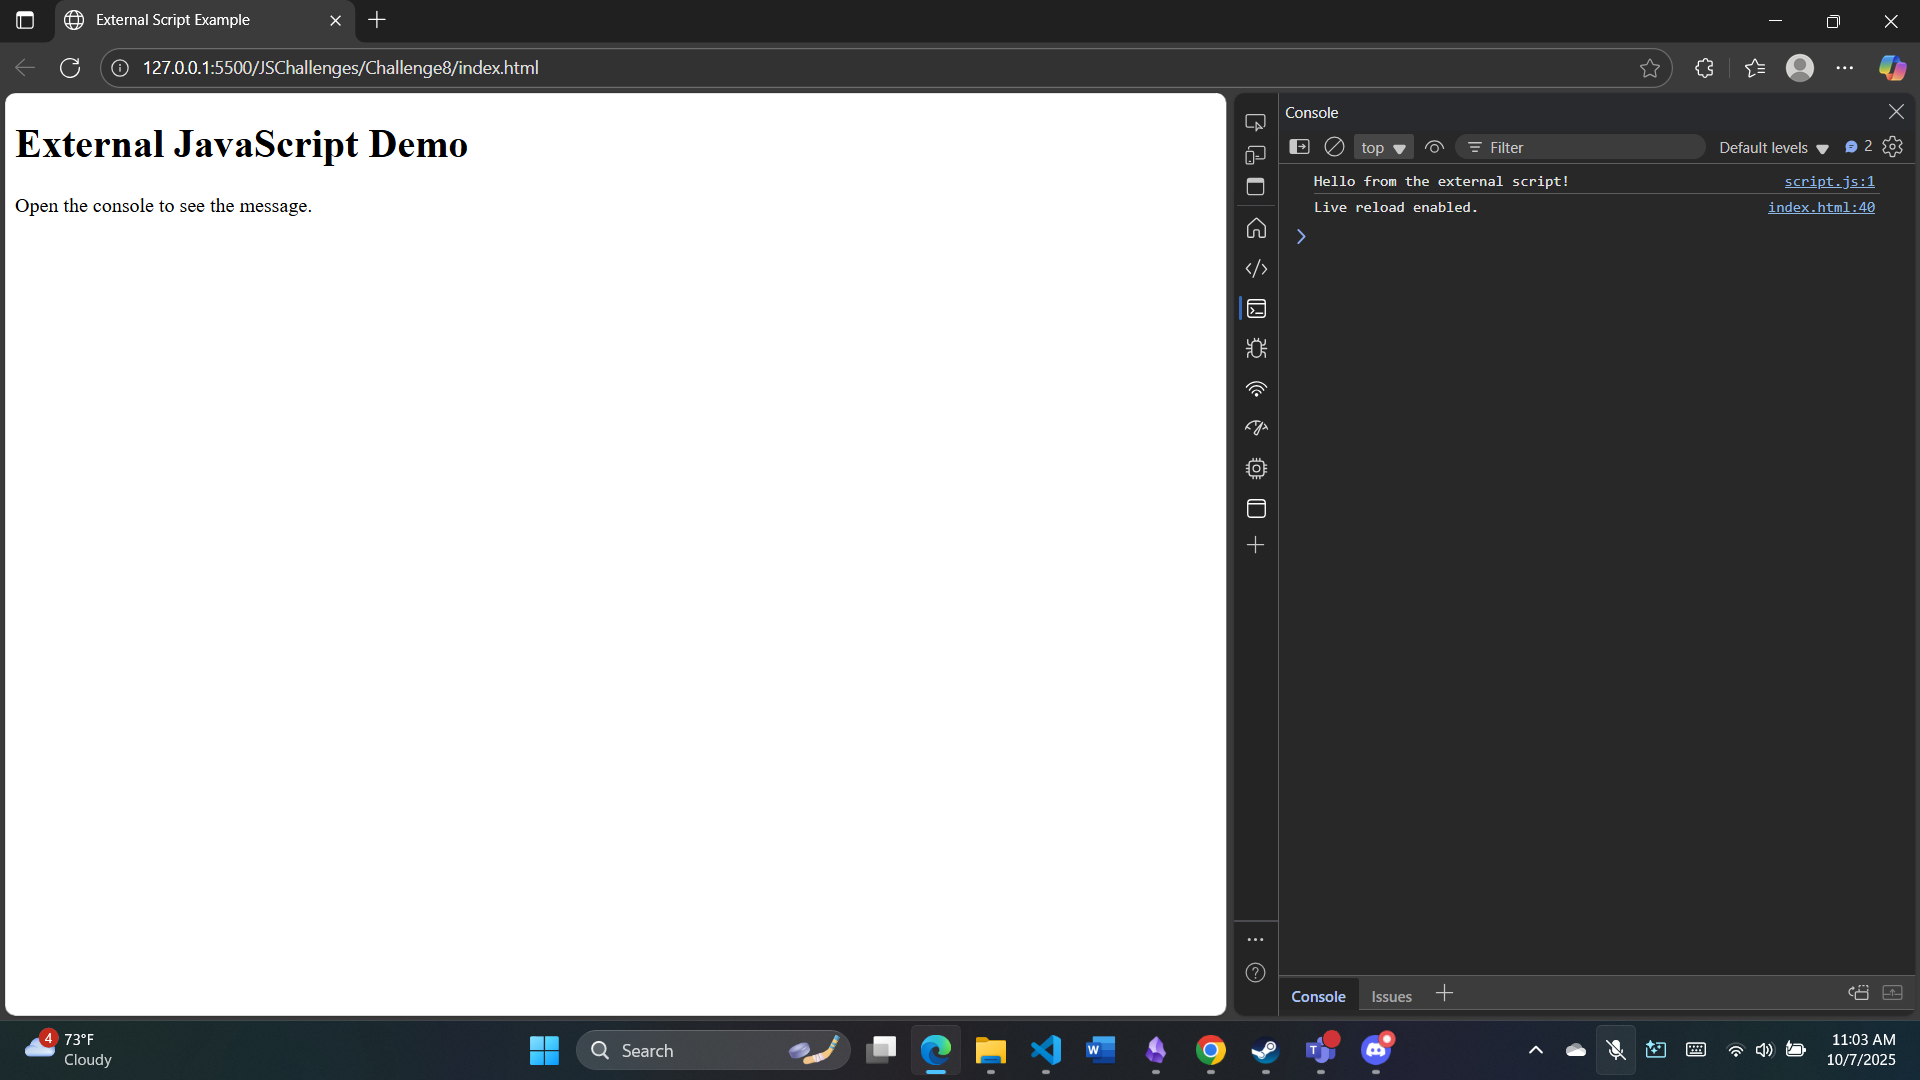 External Script Example
127.0.0.1:5500/JSChallenges/Challenge8/index.html
External JavaScript Demo
Open the console to see the message.
Console
top
Filter
Default levels
2
Hello from the external script!
script.js:1
Live reload enabled.
index.html:40
Console
Issues
4
73°F
Cloudy
Search
W
11:03 AM
10/7/2025